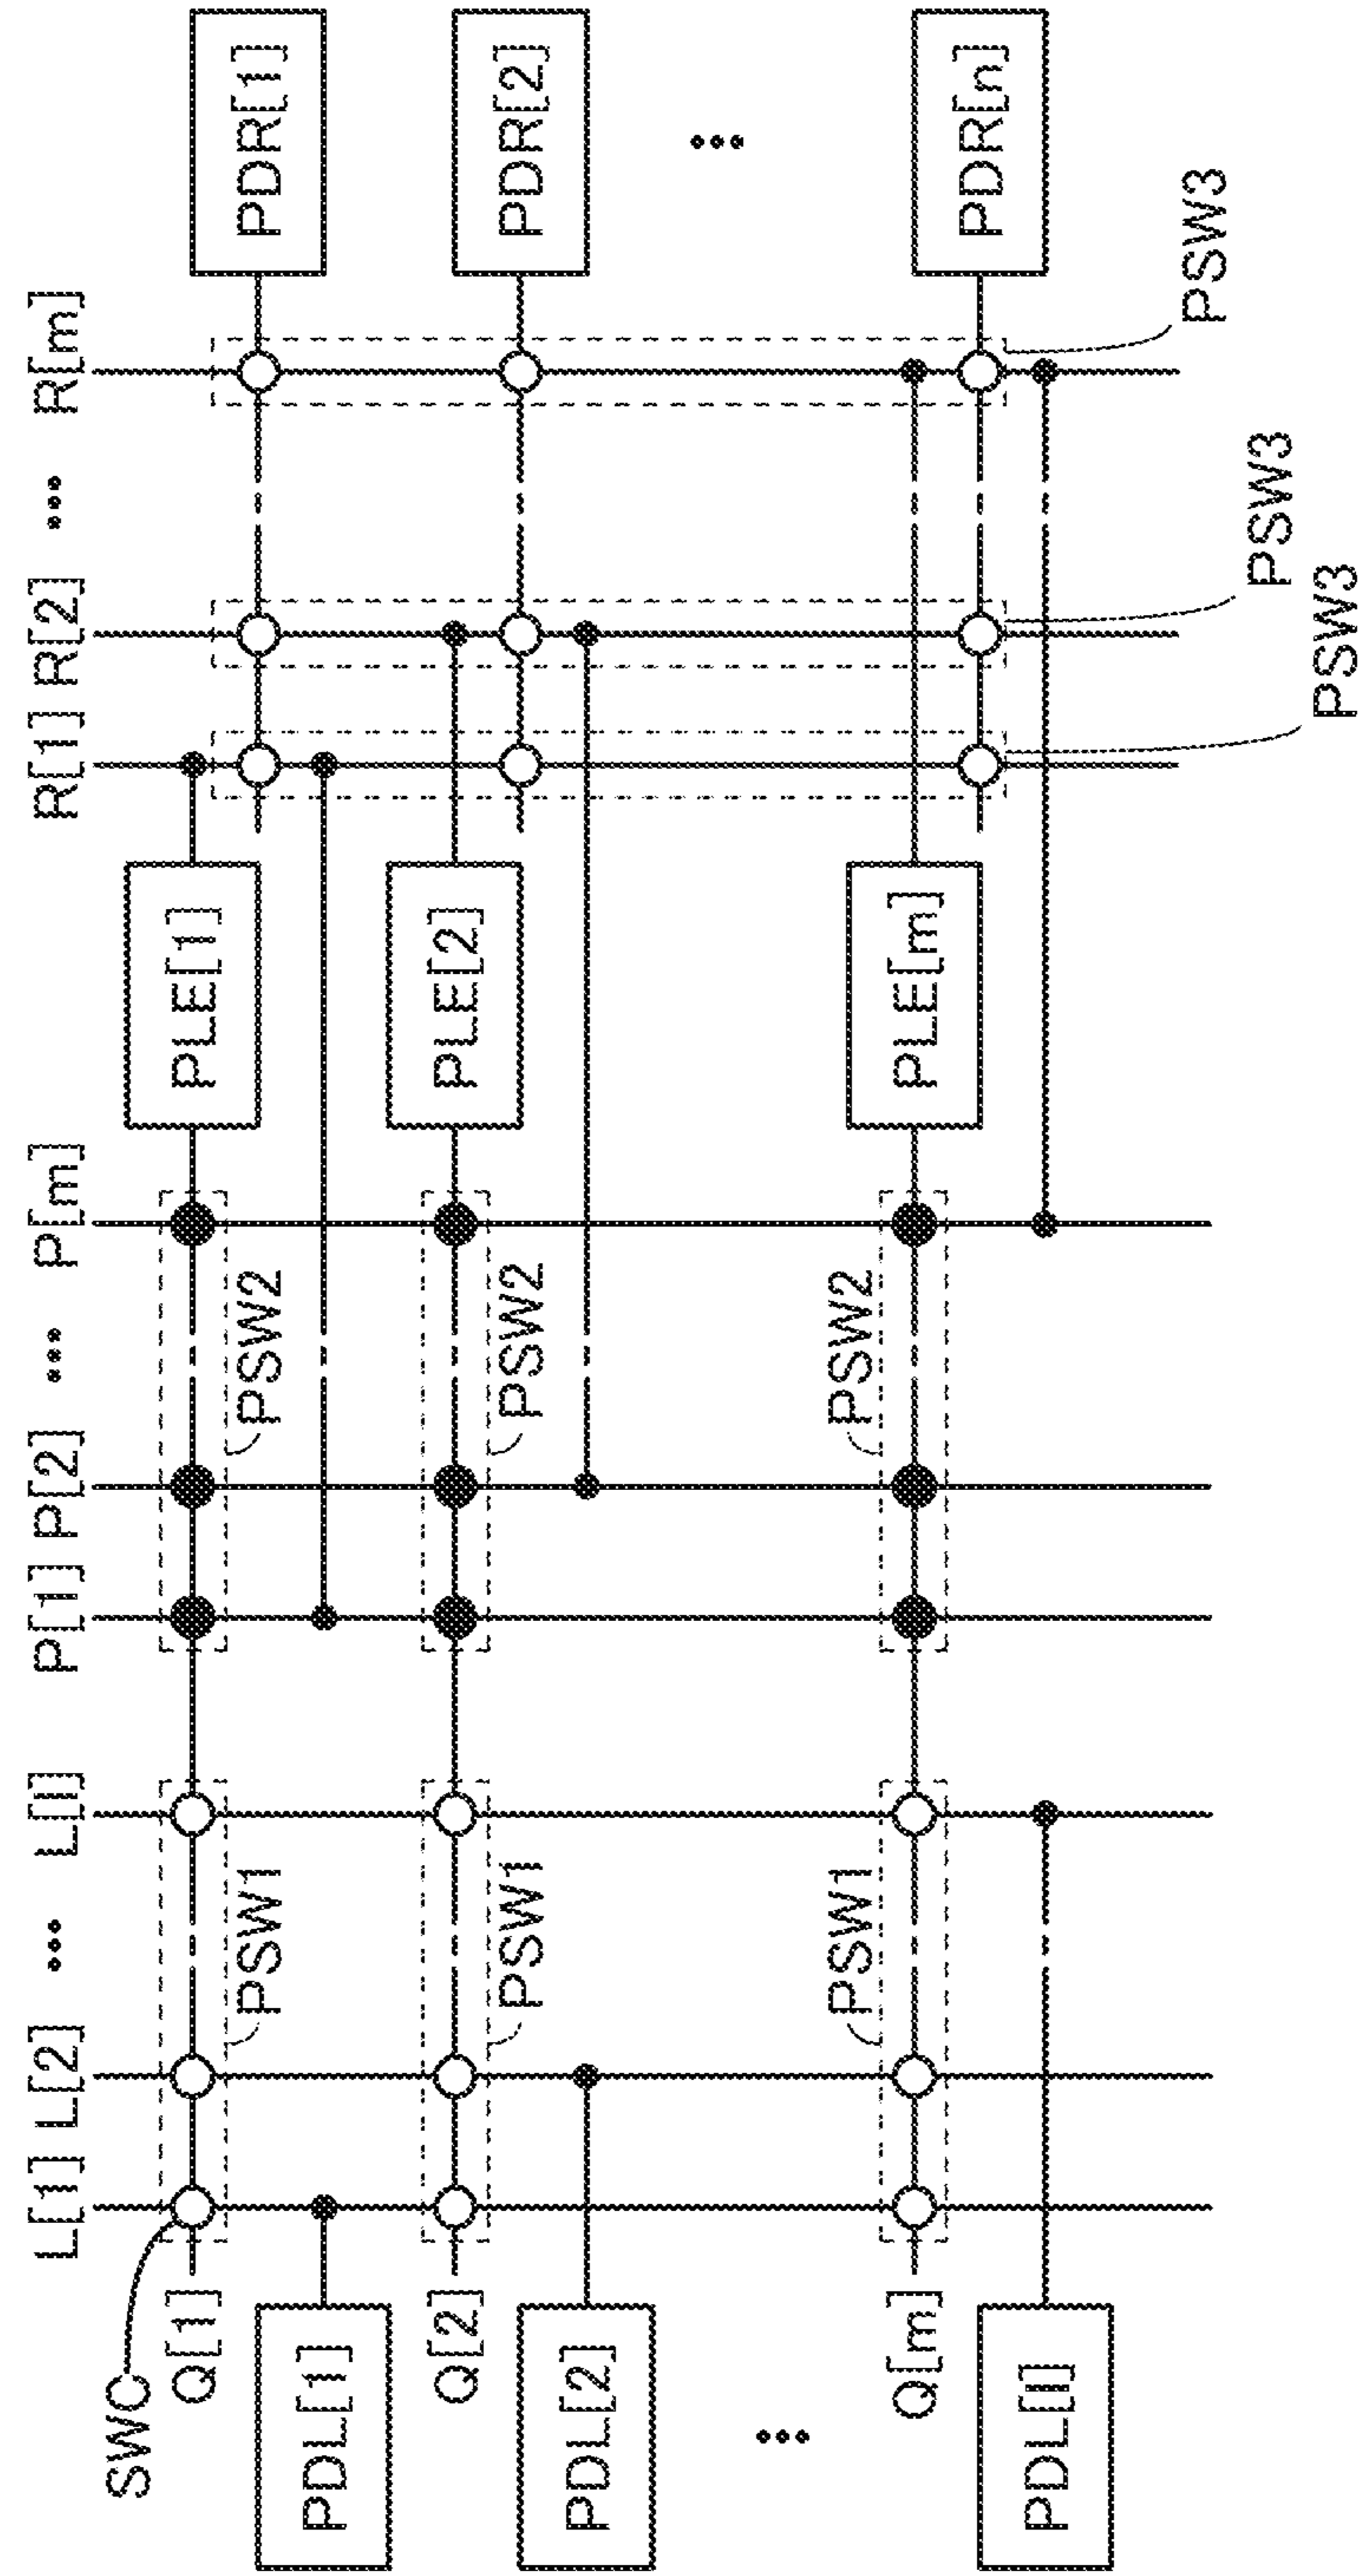 L[1] L[2] ... L[l] P[1] P[2] ... P[m] R[1] R[2] ... R[m]
SWC
Q[1] PLE[1] PDR[1]
PSW1 PSW2
PDL[1]
Q[2] PLE[2] PDR[2]
PSW1 PSW2
PDL[2]
... ...
PSW1 PSW2
Q[m] PLE[m] PDR[n]
PDL[l]
PSW3
PSW3
PSW3